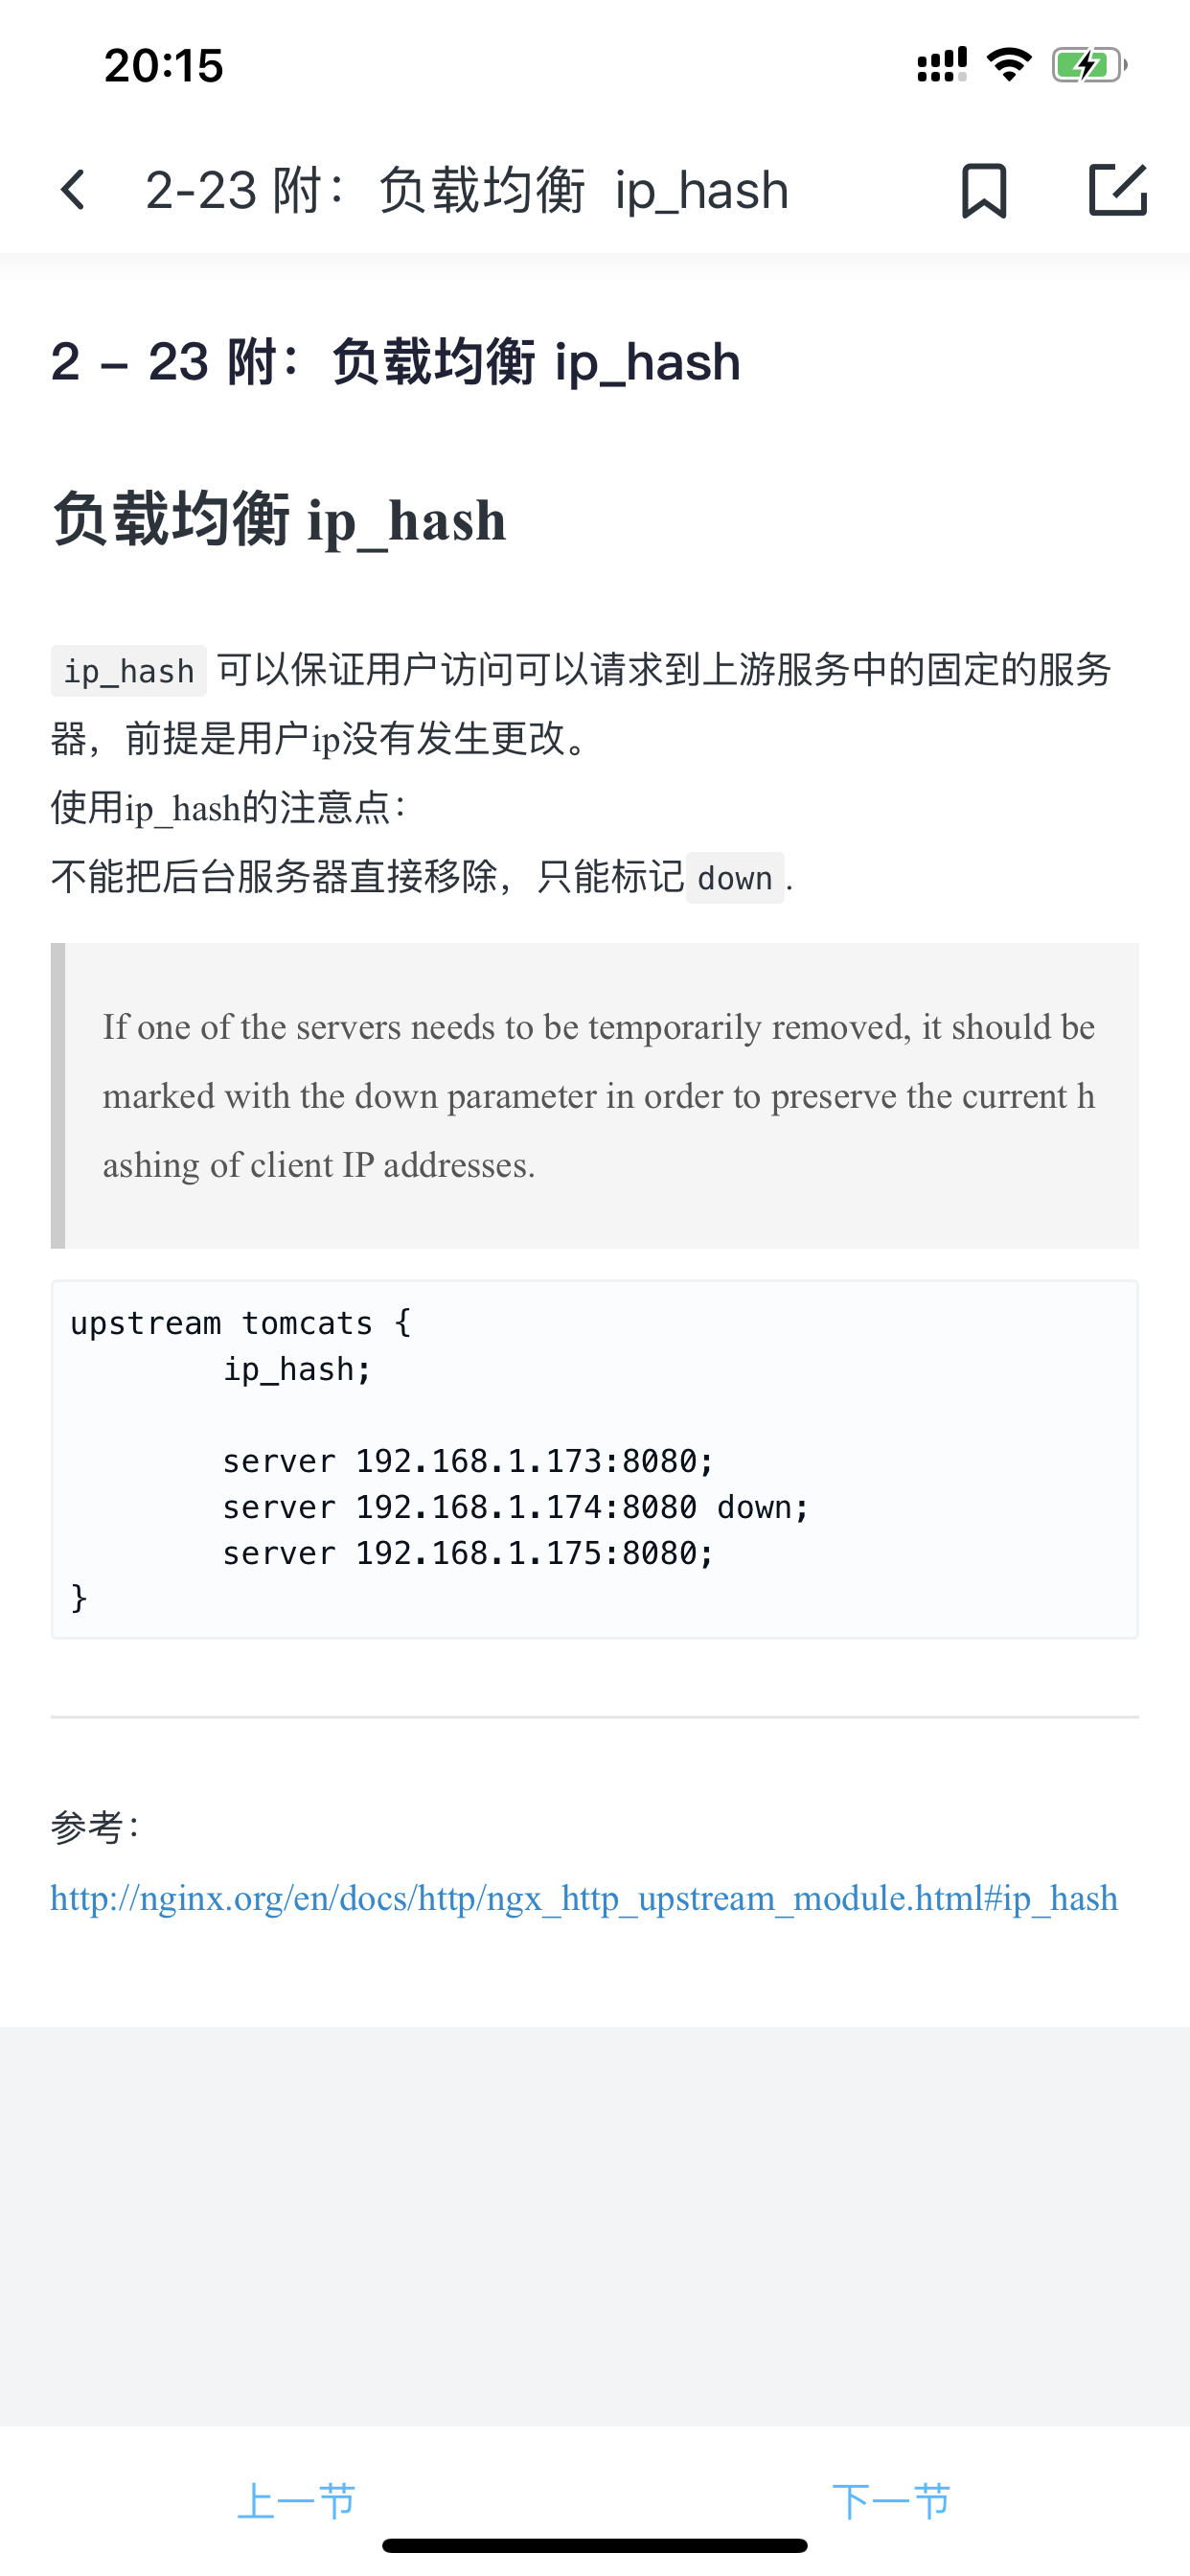 20:15
2-23 附：负载均衡 ip_hash
2 – 23 附：负载均衡 ip_hash
负载均衡 ip_hash
ip_hash 可以保证用户访问可以请求到上游服务中的固定的服务
器，前提是用户ip没有发生更改。
使用ip_hash的注意点：
不能把后台服务器直接移除，只能标记down.
If one of the servers needs to be temporarily removed, it should be
marked with the down parameter in order to preserve the current h
ashing of client IP addresses.
upstream tomcats {
        ip_hash;
        server 192.168.1.173:8080;
        server 192.168.1.174:8080 down;
        server 192.168.1.175:8080;
}
参考：
http://nginx.org/en/docs/http/ngx_http_upstream_module.html#ip_hash
上一节 下一节